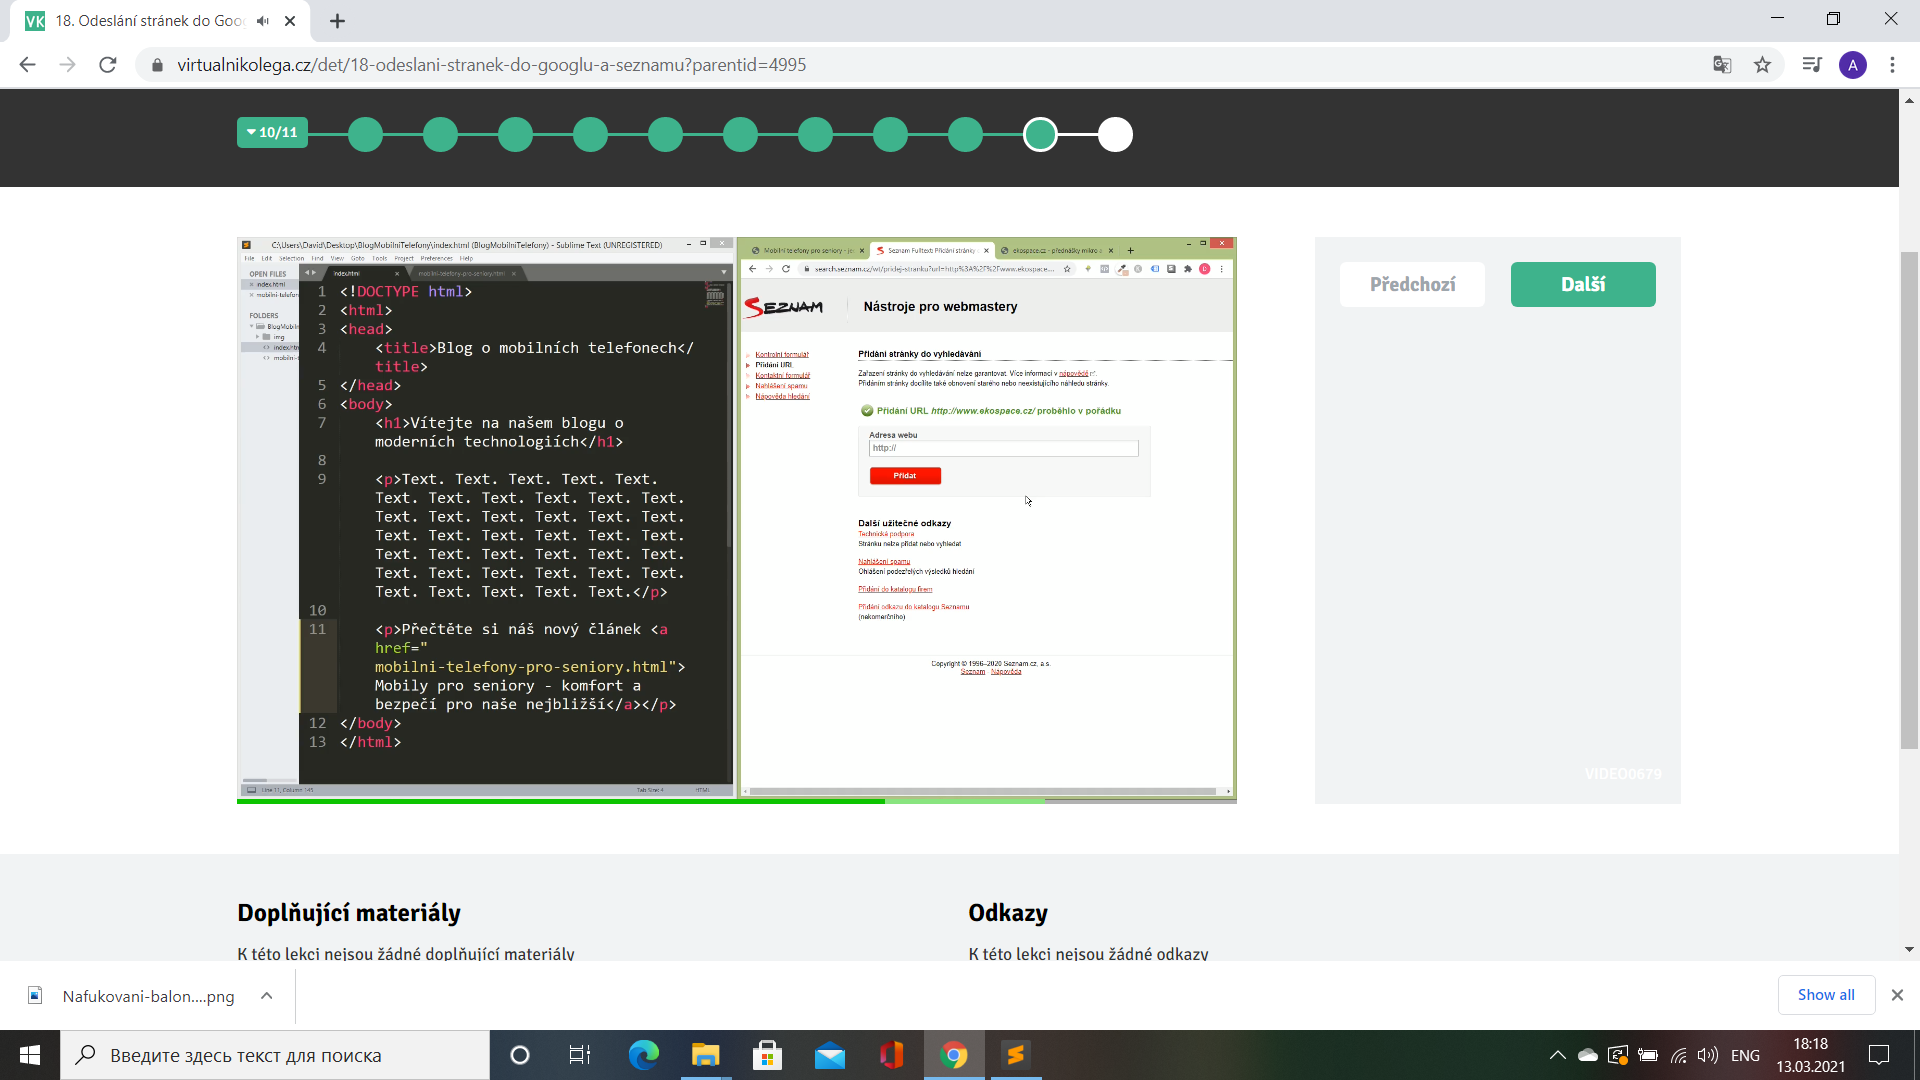 VK 18. Odeslání stránek do Goo
virtualnikolega.cz/det/18-odeslani-stranek-do-googlu-a-seznamu?parentid=4995
A
10/11
C:\Users\David\Desktop\BlogMobilniTelefony\index.html (BlogMobilniTelefony) - Sublime Text (UNREGISTERED)
File Edit Selection Find View Goto Tools Project Preferences Help
OPEN FILES
index.html
mobilni-telefon
FOLDERS
BlogMobiln
img
index.htm
mobilni-t
index.html
mobilni-telefony-pro-seniory.html
1 <!DOCTYPE html>
2 <html>
3 <head>
4 <title>Blog o mobilních telefonech</
title>
5 </head>
6 <body>
7 <h1>Vítejte na našem blogu o
moderních technologiích</h1>
8
9 <p>Text. Text. Text. Text. Text.
Text. Text. Text. Text. Text. Text.
Text. Text. Text. Text. Text. Text.
Text. Text. Text. Text. Text. Text.
Text. Text. Text. Text. Text. Text.
Text. Text. Text. Text. Text. Text.
Text. Text. Text. Text. Text.</p>
10
11 <p>Přečtěte si náš nový článek <a
href="
mobilni-telefony-pro-seniory.html">
Mobily pro seniory - komfort a
bezpečí pro naše nejbližší</a></p>
12 </body>
13 </html>
Line 11, Column 145
Tab Size: 4
HTML
Mobilní telefony pro seniory - je
Seznam Fulltext: Přidání stránky
ekospace.cz - přednášky mikro a
search.seznam.cz/wt/pridej-stranku?url=http%3A%2F%2Fwww.ekospace....
SEZNAM
Nástroje pro webmastery
Kontrolní formulář
Přidání URL
Kontaktní formulář
Nahlášení spamu
Nápověda hledání
Přidání stránky do vyhledávání
Zařazení stránky do vyhledávání nelze garantovat. Více informací v nápovědě.
Přidáním stránky docílíte také obnovení starého nebo neexistujícího náhledu stránky.
Přidání URL http://www.ekospace.cz/ proběhlo v pořádku
Adresa webu
http://
Přidat
Další užitečné odkazy
Technická podpora
Stránku nelze přidat nebo vyhledat
Nahlášení spamu
Ohlášení podezřelých výsledků hledání
Přidání do katalogu firem
Přidání odkazu do katalogu Seznamu
(nekomerčního)
Copyright © 1996–2020 Seznam.cz, a.s.
Seznam Nápověda
Předchozí
Další
VIDEO0679
Doplňující materiály
K této lekci nejsou žádné doplňující materiály
Odkazy
K této lekci nejsou žádné odkazy
Nafukovani-balon....png
Show all
Введите здесь текст для поиска
ENG
18:18
13.03.2021